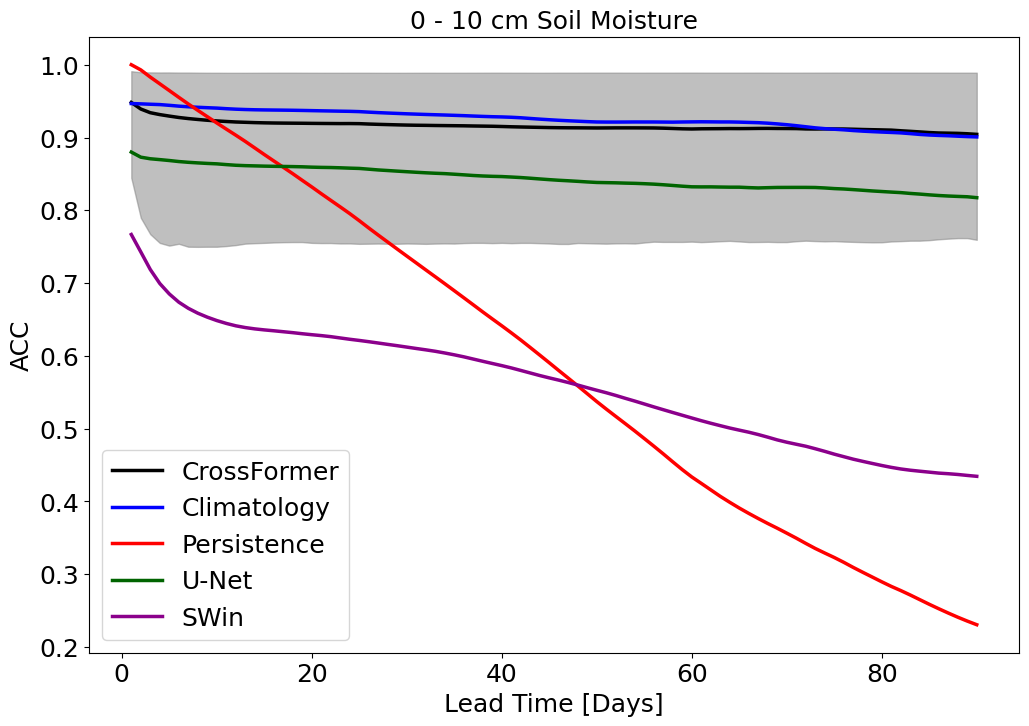 0 - 10 cm Soil Moisture
ACC
1.0
0.9
0.8
0.7
0.6
0.5
0.4
0.3
0.2
CrossFormer
Climatology
Persistence
U-Net
SWin
0 20 40 60 80
Lead Time [Days]